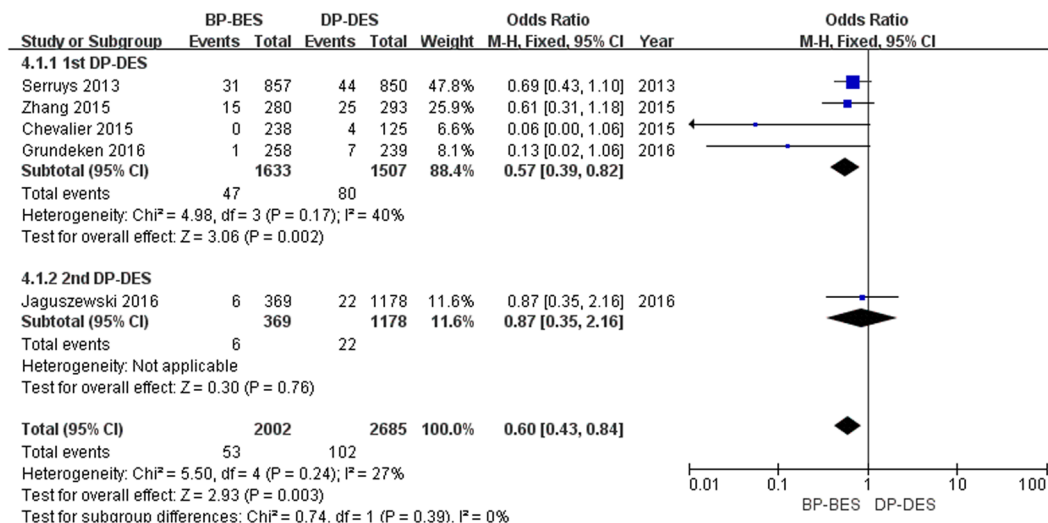 BP-BES DP-DES Odds Ratio Odds Ratio
Study or Subgroup Events Total Events Total Weight M-H, Fixed, 95% CI Year M-H, Fixed, 95% CI
4.1.1 1st DP-DES
Serruys 2013 31 857 44 850 47.8% 0.69 [0.43, 1.10] 2013
Zhang 2015 15 280 25 293 25.9% 0.61 [0.31, 1.18] 2015
Chevalier 2015 0 238 4 125 6.6% 0.06 [0.00, 1.06] 2015
Grundeken 2016 1 258 7 239 8.1% 0.13 [0.02, 1.06] 2016
Subtotal (95% CI) 1633 1507 88.4% 0.57 [0.39, 0.82]
Total events 47 80
Heterogeneity: Chi² = 4.98, df = 3 (P = 0.17); I² = 40%
Test for overall effect: Z = 3.06 (P = 0.002)
4.1.2 2nd DP-DES
Jaguszewski 2016 6 369 22 1178 11.6% 0.87 [0.35, 2.16] 2016
Subtotal (95% CI) 369 1178 11.6% 0.87 [0.35, 2.16]
Total events 6 22
Heterogeneity: Not applicable
Test for overall effect: Z = 0.30 (P = 0.76)
Total (95% CI) 2002 2685 100.0% 0.60 [0.43, 0.84]
Total events 53 102
Heterogeneity: Chi² = 5.50, df = 4 (P = 0.24); I² = 27%
Test for overall effect: Z = 2.93 (P = 0.003)
Test for subgroup differences: Chi² = 0.74, df = 1 (P = 0.39), I² = 0%
0.01 0.1 1 10 100
BP-BES DP-DES